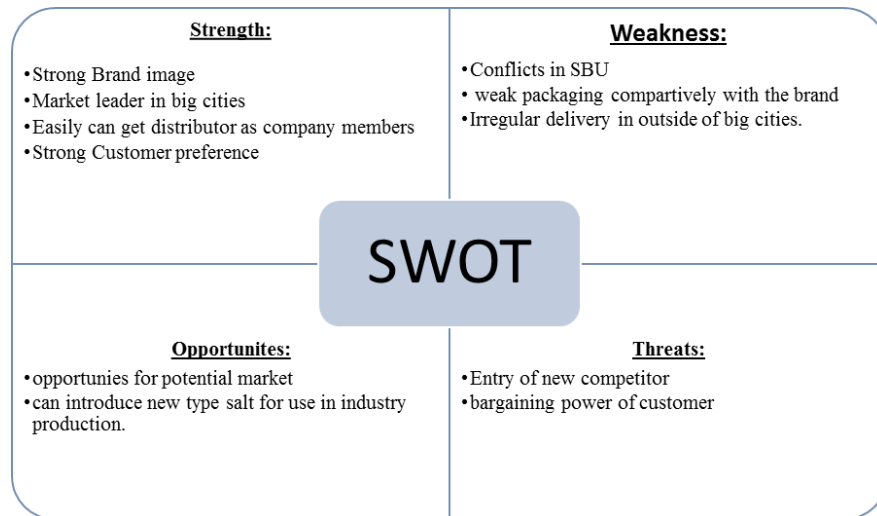 Strength:
•Strong Brand image
•Market leader in big cities
•Easily can get distributor as company members
•Strong Customer preference
Weakness:
•Conflicts in SBU
• weak packaging compartively with the brand
•Irregular delivery in outside of big cities.
SWOT
Opportunites:
•opportunies for potential market
•can introduce new type salt for use in industry
production.
Threats:
•Entry of new competitor
•bargaining power of customer